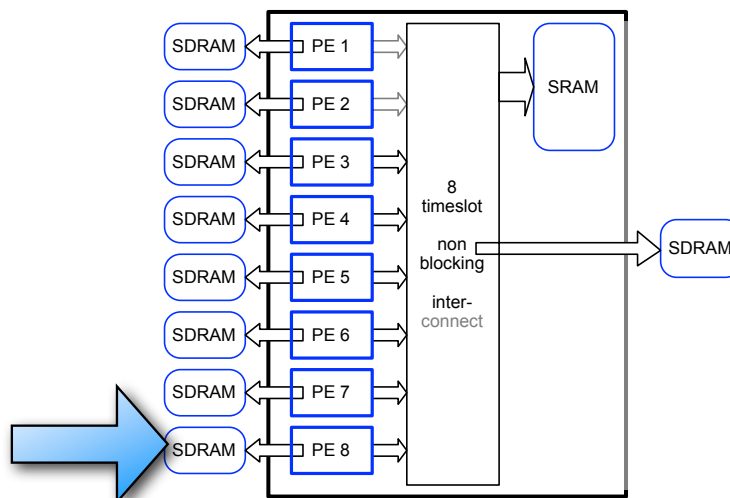 SDRAM PE 1
SDRAM PE 2
SRAM
SDRAM PE 3
8
timeslot
SDRAM PE 4
non
blocking
SDRAM
SDRAM PE 5
inter-
connect
SDRAM PE 6
SDRAM PE 7
SDRAM PE 8